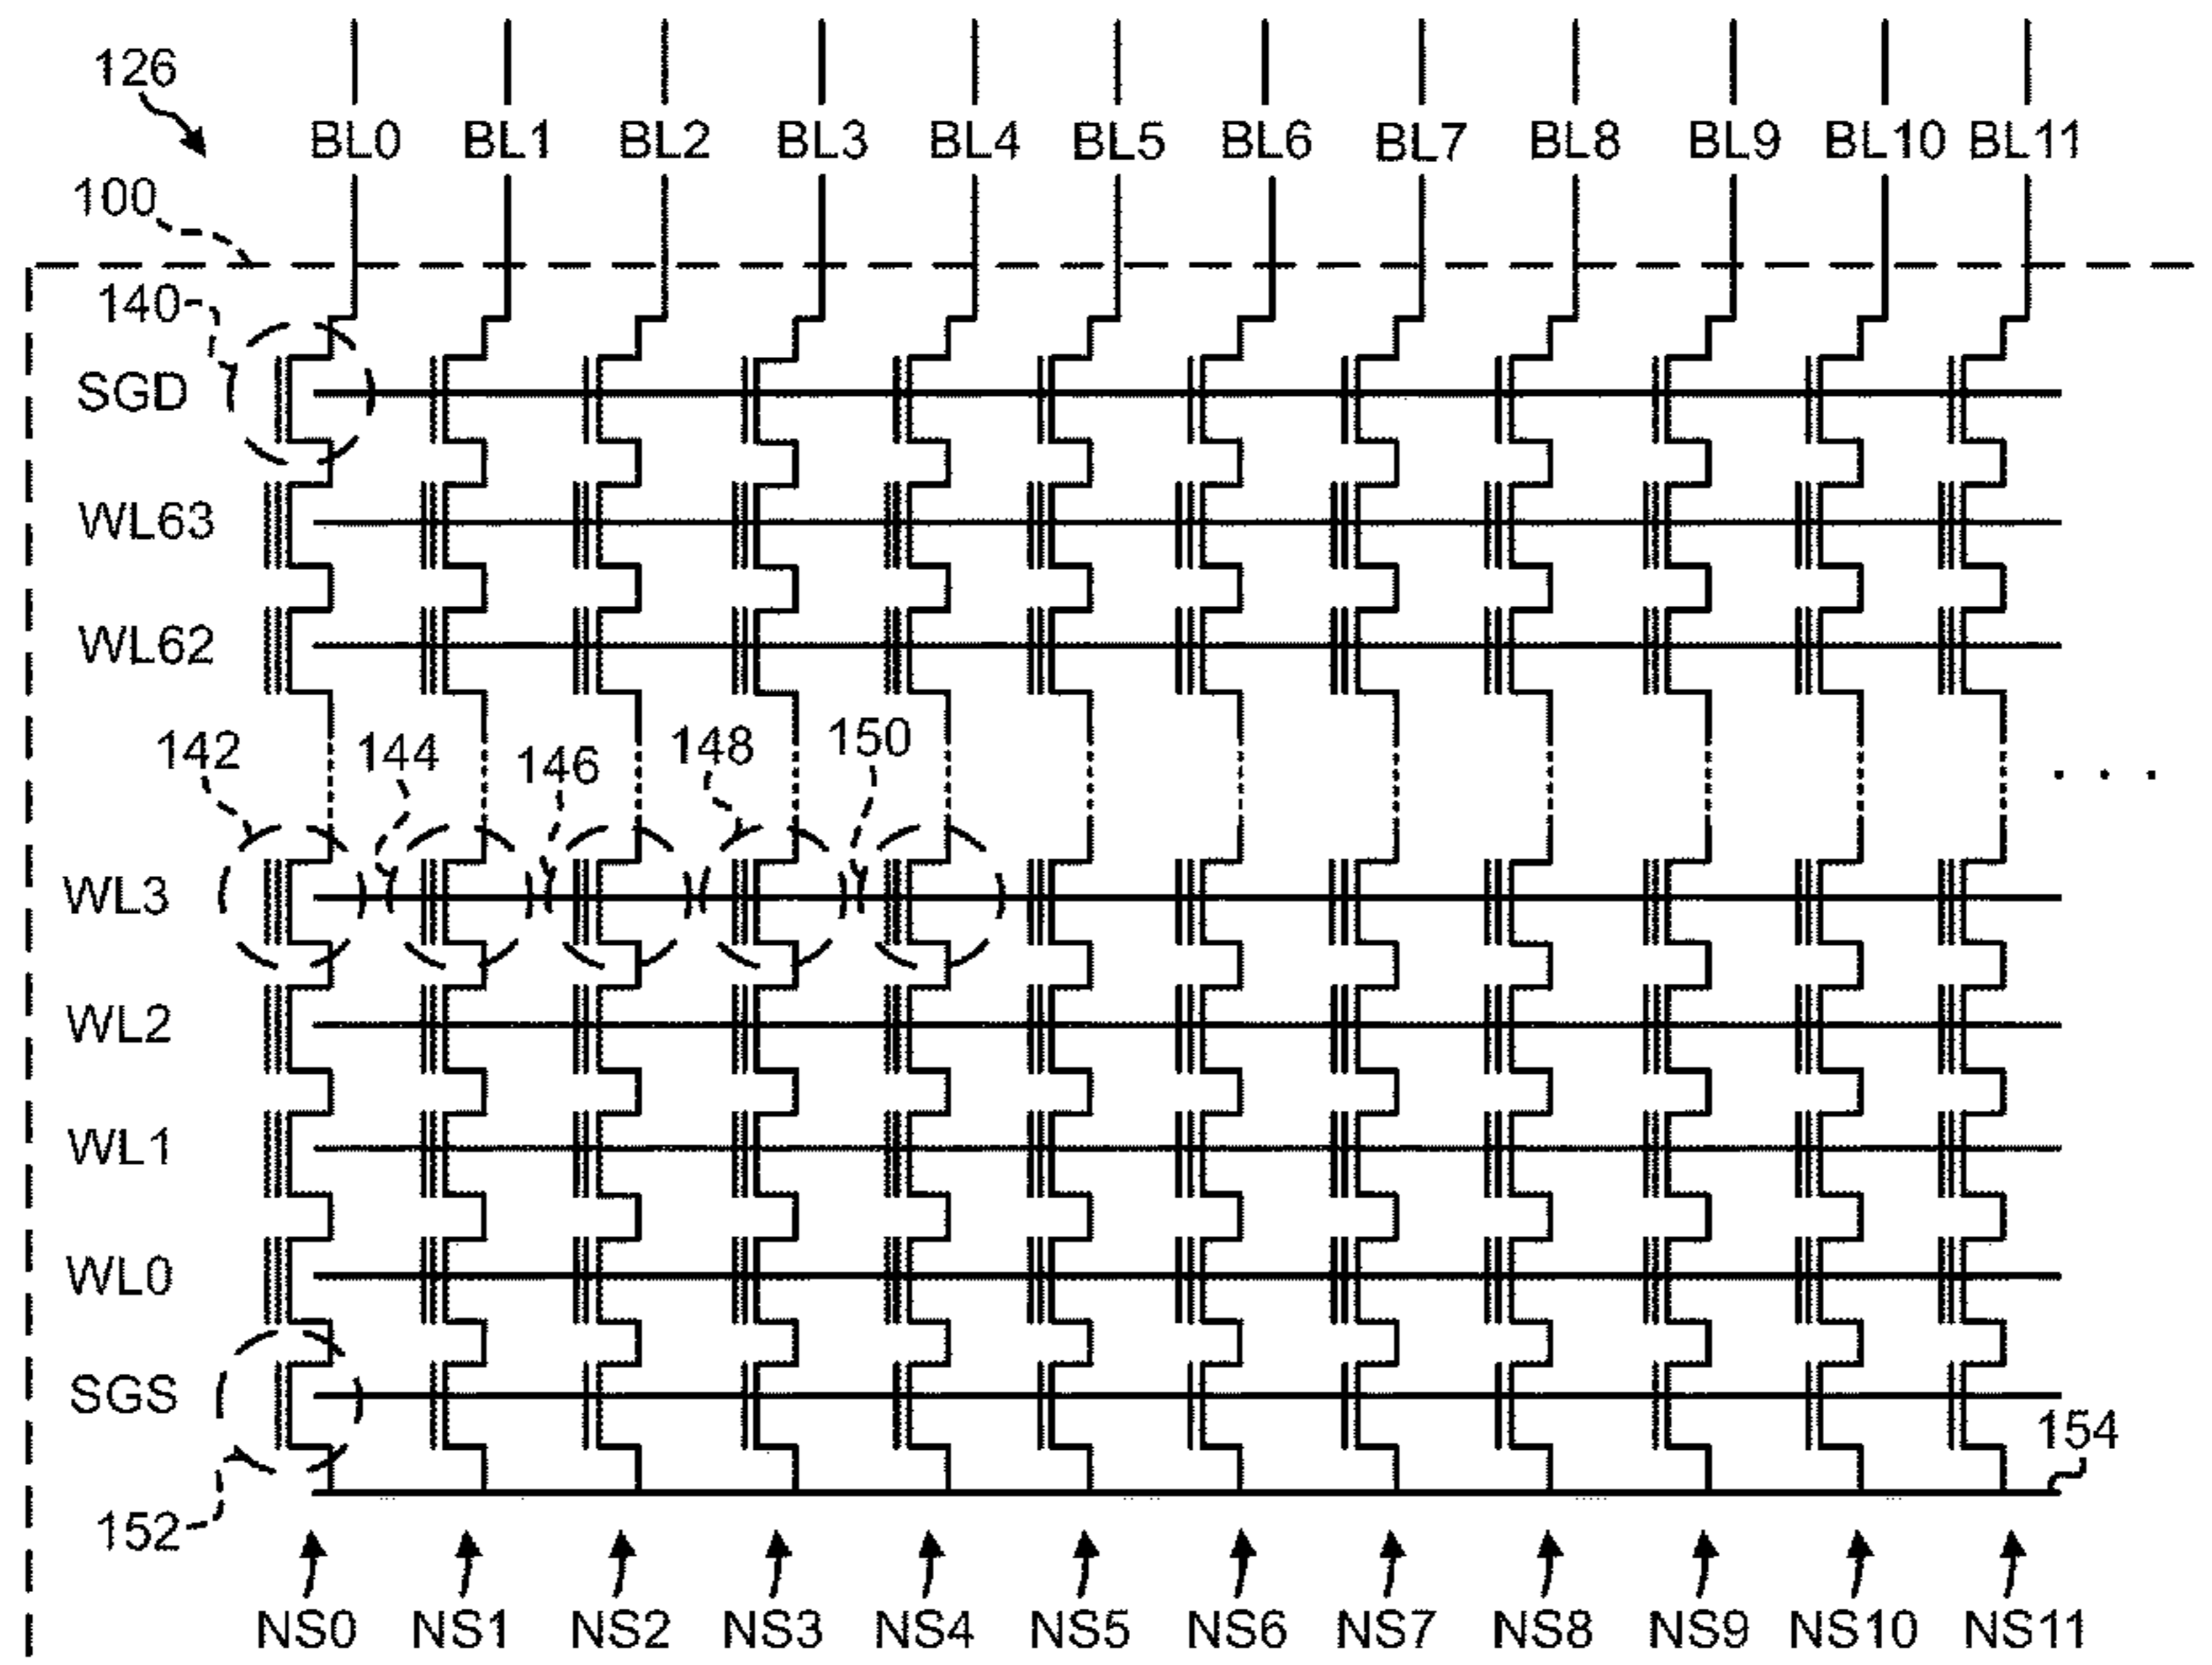 126
BL0 BL1 BL2 BL3 BL4 BL5 BL6 BL7 BL8 BL9 BL10 BL11
100
140
SGD
WL63
WL62
142 144 146 148 150
. . .
WL3
WL2
WL1
WL0
SGS
154
152
NS0 NS1 NS2 NS3 NS4 NS5 NS6 NS7 NS8 NS9 NS10 NS11